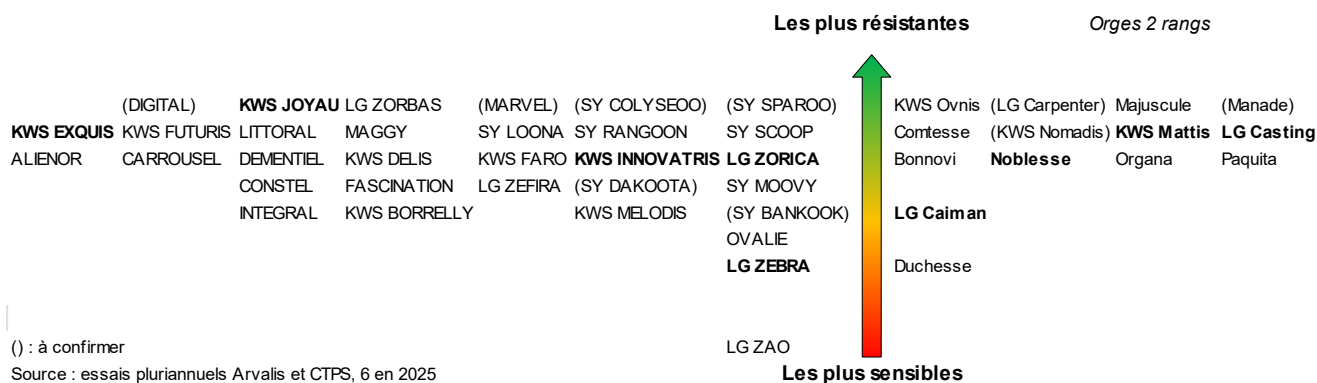 Les plus résistantes Orges 2 rangs
(DIGITAL) KWS JOYAU LG ZORBAS (MARVEL) (SY COLYSEOO) (SY SPAROO) KWS Ovnis (LG Carpenter) Majuscule (Manade)
KWS EXQUIS KWS FUTURIS LITTORAL MAGGY SY LOONA SY RANGOON SY SCOOP Comtesse (KWS Nomadis) KWS Mattis LG Casting
ALIENOR CARROUSEL DEMENTIEL KWS DELIS KWS FARO KWS INNOVATRIS LG ZORICA Bonnovi Noblesse Organa Paquita
CONSTEL FASCINATION LG ZEFIRA (SY DAKOOTA) SY MOOVY
INTEGRAL KWS BORRELLY KWS MELODIS (SY BANKOOK) LG Caiman
OVALIE
LG ZEBRA Duchesse
() : à confirmer LG ZAO
Source : essais pluriannuels Arvalis et CTPS, 6 en 2025 Les plus sensibles